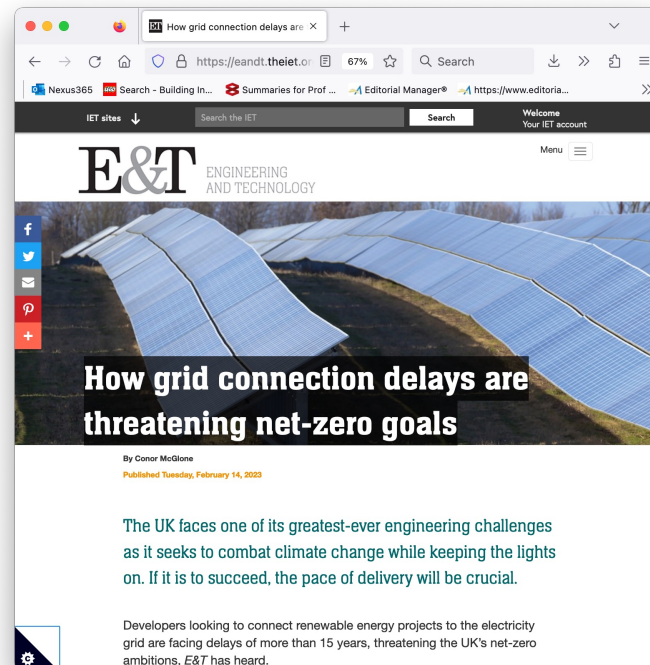 How grid connection delays are
https://eandt.theiet.or
67%
Search
Nexus365
Search - Building In...
Summaries for Prof ...
Editorial Manager®
https://www.editoria...
IET sites
Search the IET
Search
Welcome
Your IET account
E&T
ENGINEERING
AND TECHNOLOGY
Menu
How grid connection delays are
threatening net-zero goals
By Conor McGlone
Published Tuesday, February 14, 2023
The UK faces one of its greatest-ever engineering challenges
as it seeks to combat climate change while keeping the lights
on. If it is to succeed, the pace of delivery will be crucial.
Developers looking to connect renewable energy projects to the electricity
grid are facing delays of more than 15 years, threatening the UK's net-zero
ambitions, E&T has heard.